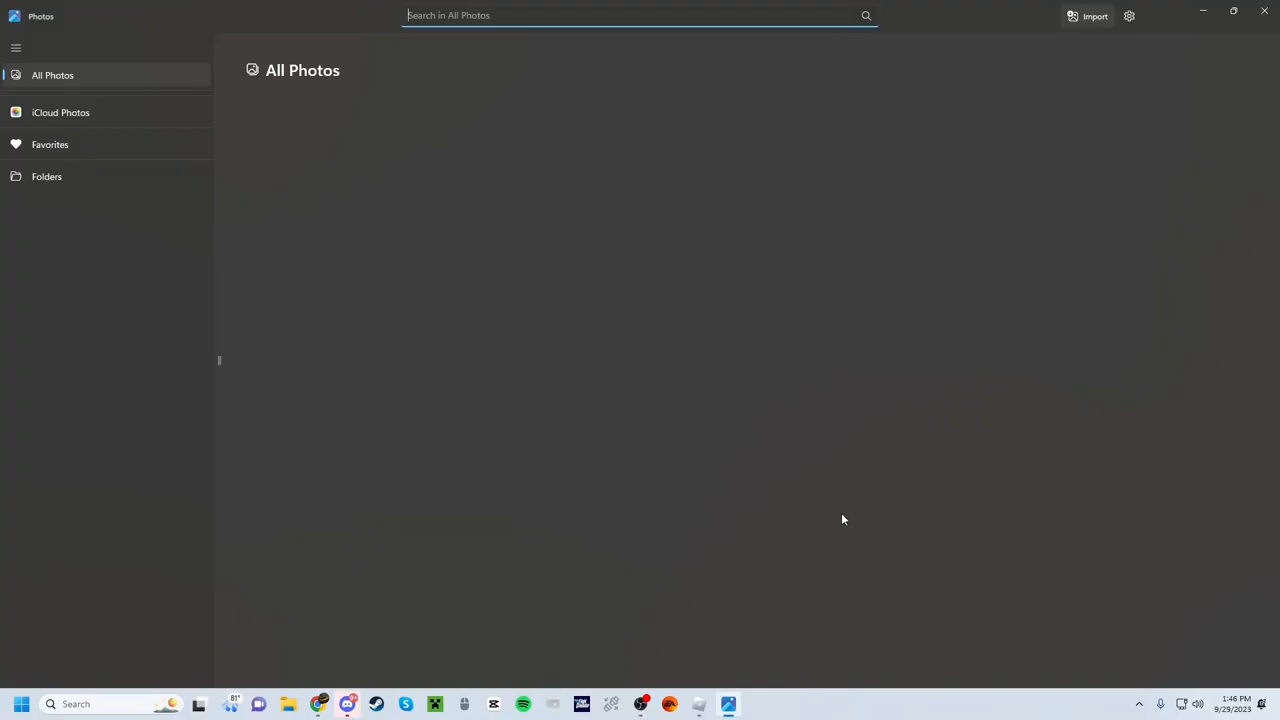 Photos
Search in All Photos
Import
All Photos
All Photos
iCloud Photos
Favorites
Folders
Search
81°
9+
1:46 PM
9/29/2023